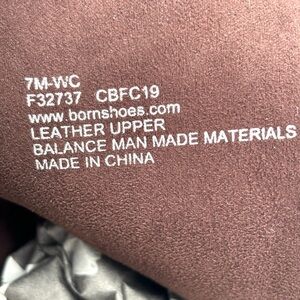 7M-WC
F32737 CBFC19
www.bornshoes.com
LEATHER UPPER
BALANCE MAN MADE MATERIALS
MADE IN CHINA